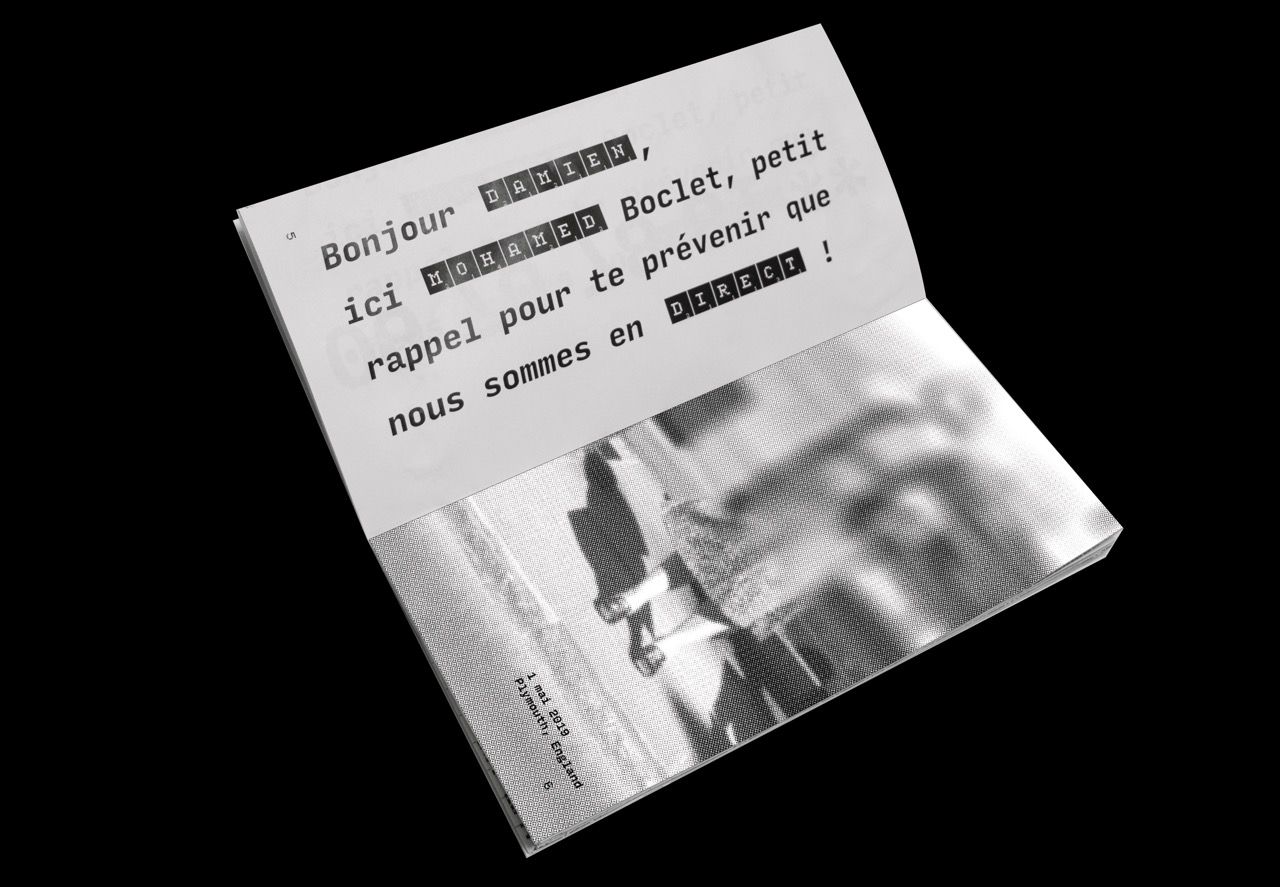 5
Bonjour DAMIEN,
ici MOHAMED Boclet, petit
rappel pour te prévenir que
nous sommes en DIRECT !
1 mai 2019
Plymouth, England
6